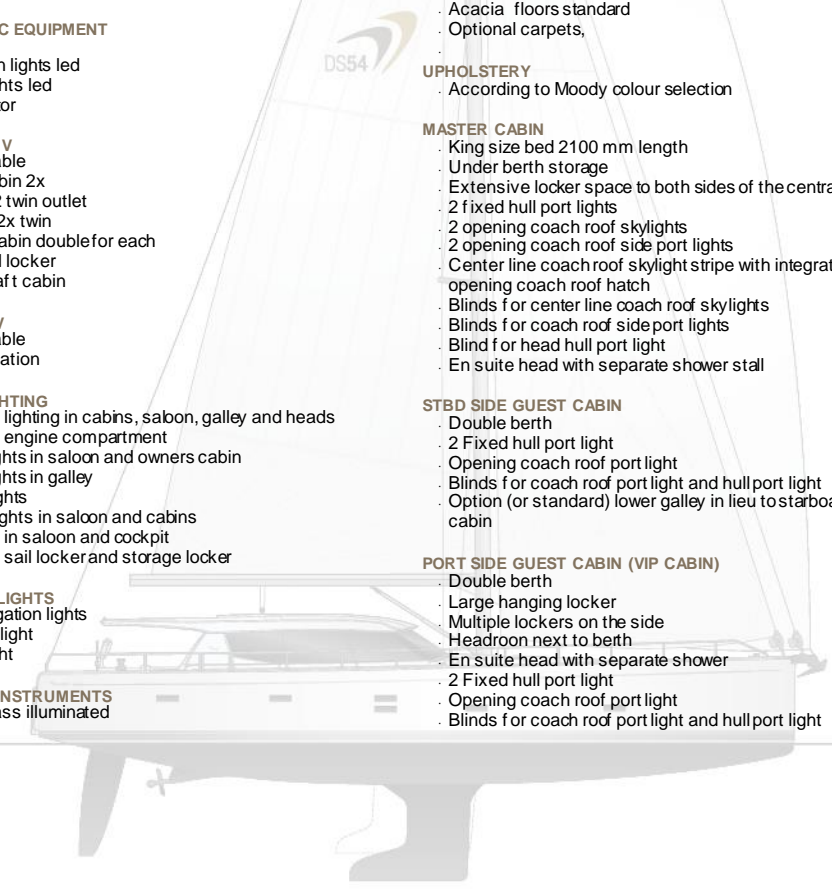 C EQUIPMENT
n lights led
hts led
tor
V
able
bin 2x
2 twin outlet
2x twin
abin double for each
l locker
aft cabin
V
able
ation
HTING
lighting in cabins, saloon, galley and heads
engine compartment
ghts in saloon and owners cabin
ghts in galley
ghts
ights in saloon and cabins
in saloon and cockpit
sail locker and storage locker
LIGHTS
gation lights
light
ht
INSTRUMENTS
ass illuminated
DS54
· Acacia floors standard
· Optional carpets,
·
UPHOLSTERY
· According to Moody colour selection
MASTER CABIN
· King size bed 2100 mm length
· Under berth storage
· Extensive locker space to both sides of the centra
· 2 fixed hull port lights
· 2 opening coach roof skylights
· 2 opening coach roof side port lights
· Center line coach roof skylight stripe with integrat
opening coach roof hatch
· Blinds for center line coach roof skylights
· Blinds for coach roof side port lights
· Blind for head hull port light
· En suite head with separate shower stall
STBD SIDE GUEST CABIN
· Double berth
· 2 Fixed hull port light
· Opening coach roof port light
· Blinds for coach roof port light and hull port light
· Option (or standard) lower galley in lieu to starboa
cabin
PORT SIDE GUEST CABIN (VIP CABIN)
· Double berth
· Large hanging locker
· Multiple lockers on the side
· Headroon next to berth
· En suite head with separate shower
· 2 Fixed hull port light
· Opening coach roof port light
· Blinds for coach roof port light and hull port light